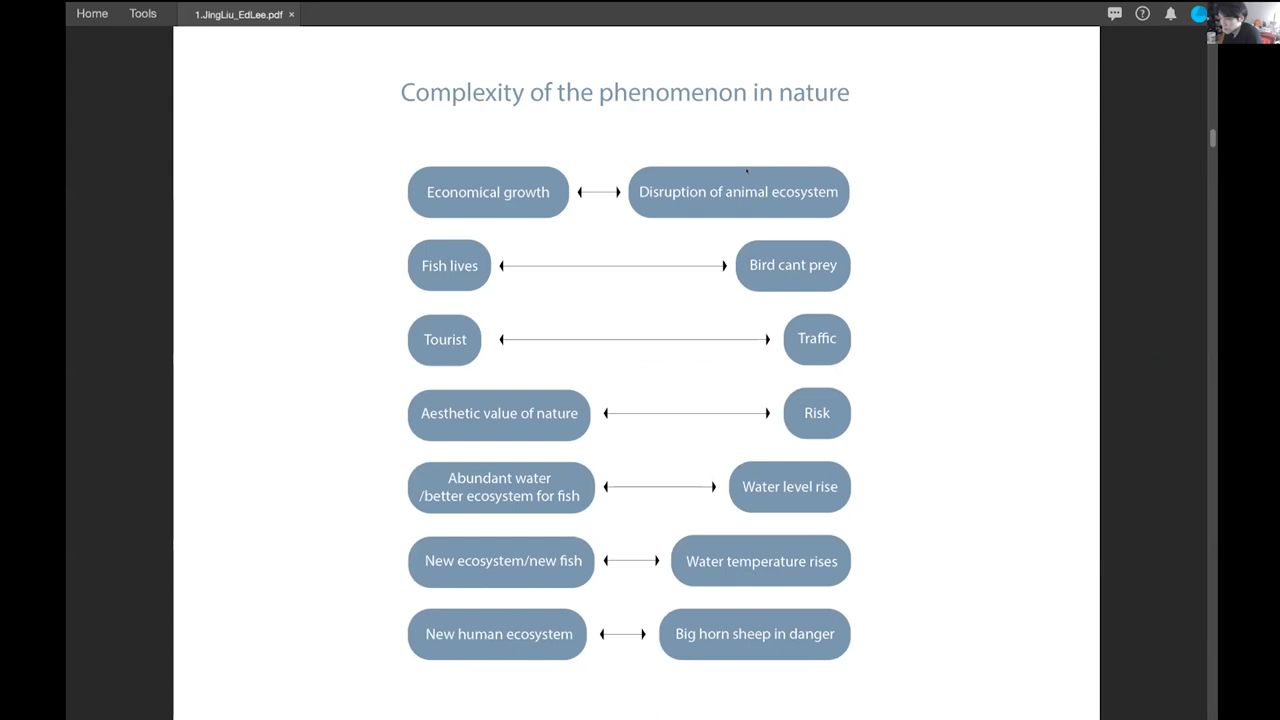 Home Tools 1.JingLiu_EdLee.pdf ×
Complexity of the phenomenon in nature
Economical growth Disruption of animal ecosystem
Fish lives Bird cant prey
Tourist Traffic
Aesthetic value of nature Risk
Abundant water
/better ecosystem for fish Water level rise
New ecosystem/new fish Water temperature rises
New human ecosystem Big horn sheep in danger